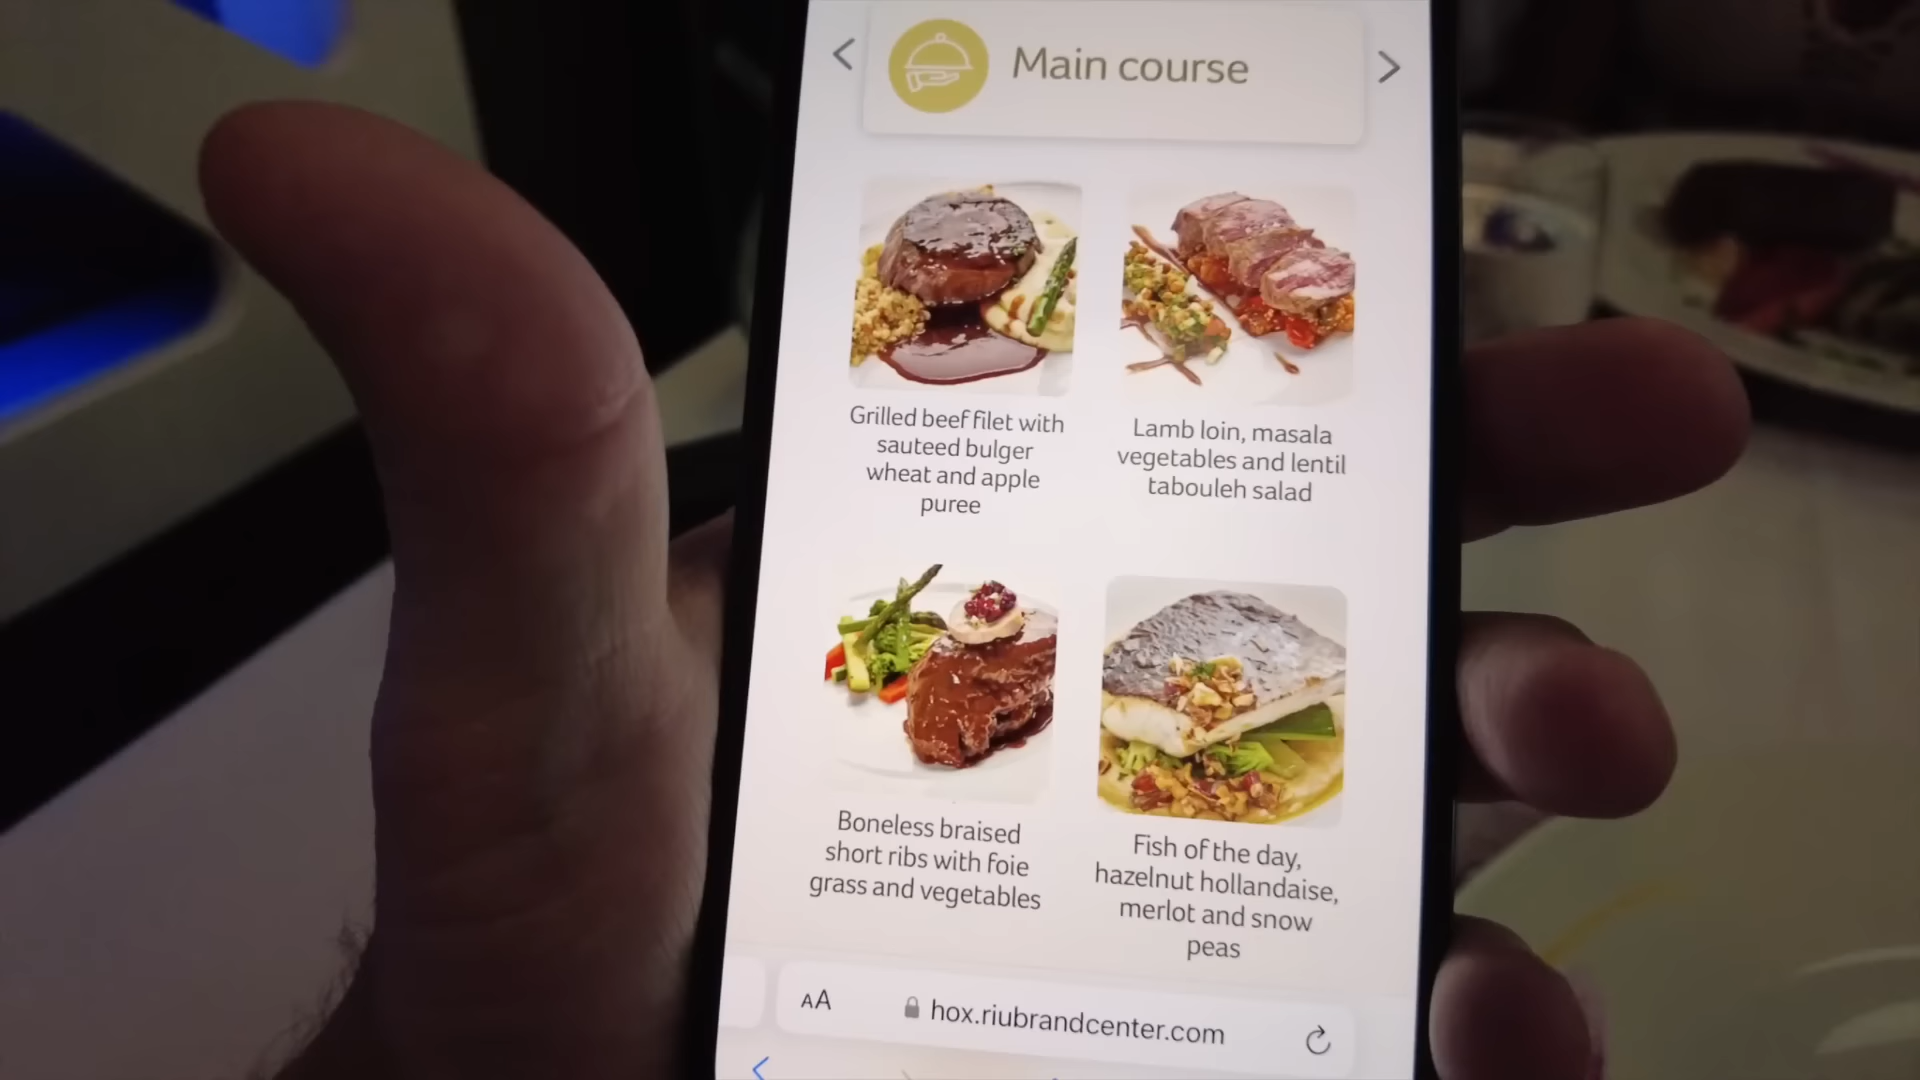 Main course
Grilled beef filet with
sauteed bulger
wheat and apple
puree
Lamb loin, masala
vegetables and lentil
tabouleh salad
Boneless braised
short ribs with foie
grass and vegetables
Fish of the day,
hazelnut hollandaise,
merlot and snow
peas
AA
hox.riubrandcenter.com